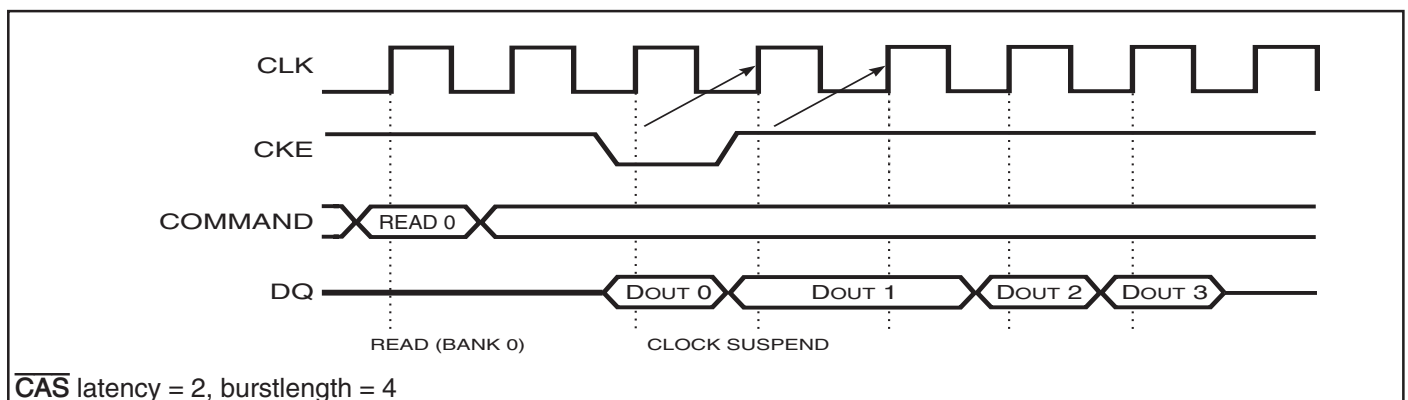 CLK
CKE
COMMAND
READ 0
DQ
DOUT 0
DOUT 1
DOUT 2
DOUT 3
READ (BANK 0)
CLOCK SUSPEND
CAS latency = 2, burstlength = 4